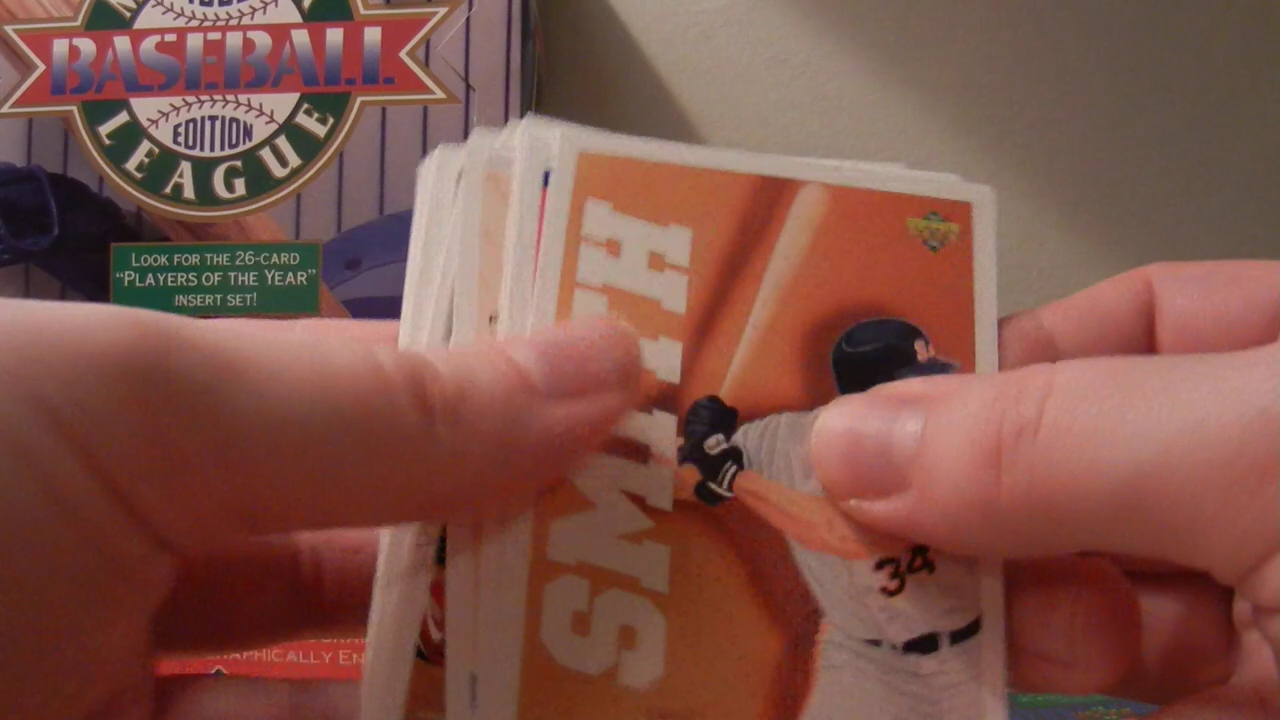 BASEBALL
EDITION
LEAGUE
LOOK FOR THE 26-CARD
"PLAYERS OF THE YEAR"
INSERT SET!
SMITH
34